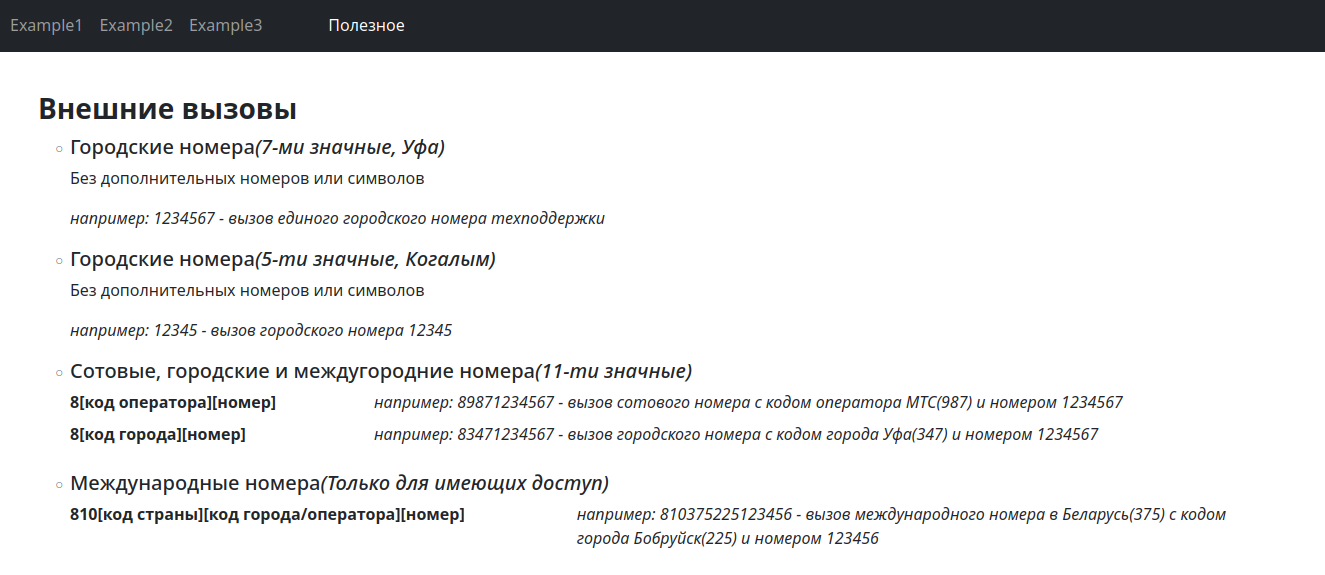 Example1 Example2 Example3 Полезное
Внешние вызовы
Городские номера(7-ми значные, Уфа)
Без дополнительных номеров или символов
например: 1234567 - вызов единого городского номера техподдержки
Городские номера(5-ти значные, Когалым)
Без дополнительных номеров или символов
например: 12345 - вызов городского номера 12345
Сотовые, городские и междугородние номера(11-ти значные)
8[код оператора][номер] например: 89871234567 - вызов сотового номера с кодом оператора МТС(987) и номером 1234567
8[код города][номер] например: 83471234567 - вызов городского номера с кодом города Уфа(347) и номером 1234567
Международные номера(Только для имеющих доступ)
810[код страны][код города/оператора][номер] например: 810375225123456 - вызов международного номера в Беларусь(375) с кодом
города Бобруйск(225) и номером 123456